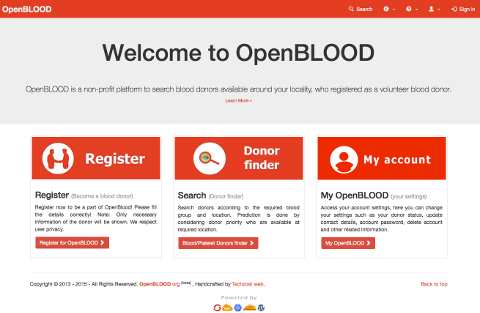 OpenBLOOD
Search
Sign in
Welcome to OpenBLOOD
OpenBLOOD is a non-profit platform to search blood donors available around your locality, who registered as a volunteer blood donor.
Learn More »
Register
Donor
finder
My account
Register (Become a blood donor)
Register now to be a part of OpenBlood! Please fill
the details correctly! Note: Only necessary
information of the donor will be shown. We respect
user privacy.
Register for OpenBLOOD
Search (Donor finder)
Search donors according to the required blood
group and location. Prediction is done by
considering donor priority who are available at
required location.
Blood/Platelet Donors finder
My OpenBLOOD (your settings)
Access your account settings, here you can change
your settings such as your donor status, update
contact details, account password, delete account
and other related information.
My OpenBLOOD
Copyright © 2013 - 2015 - All Rights Reserved. OpenBLOOD.org (beta) . Handcrafted by Techtoat web.
Back to top
Powered by